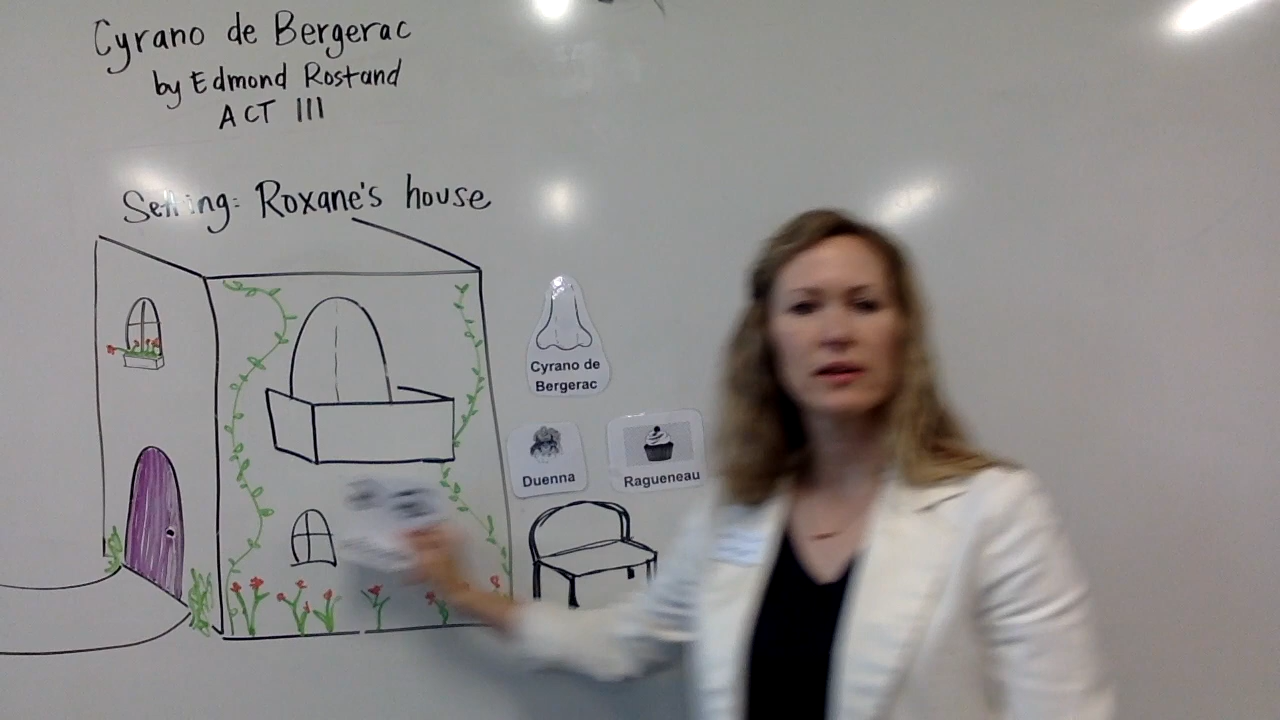 Cyrano de Bergerac
by Edmond Rostand
ACT III
Setting: Roxane's house
Cyrano de
Bergerac
Duenna
Ragueneau